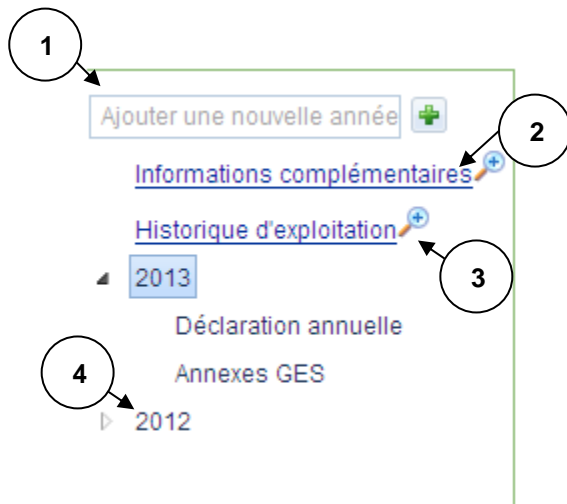 1
Ajouter une nouvelle année
2
Informations complémentaires
Historique d'exploitation
3
2013
Déclaration annuelle
Annexes GES
4
2012